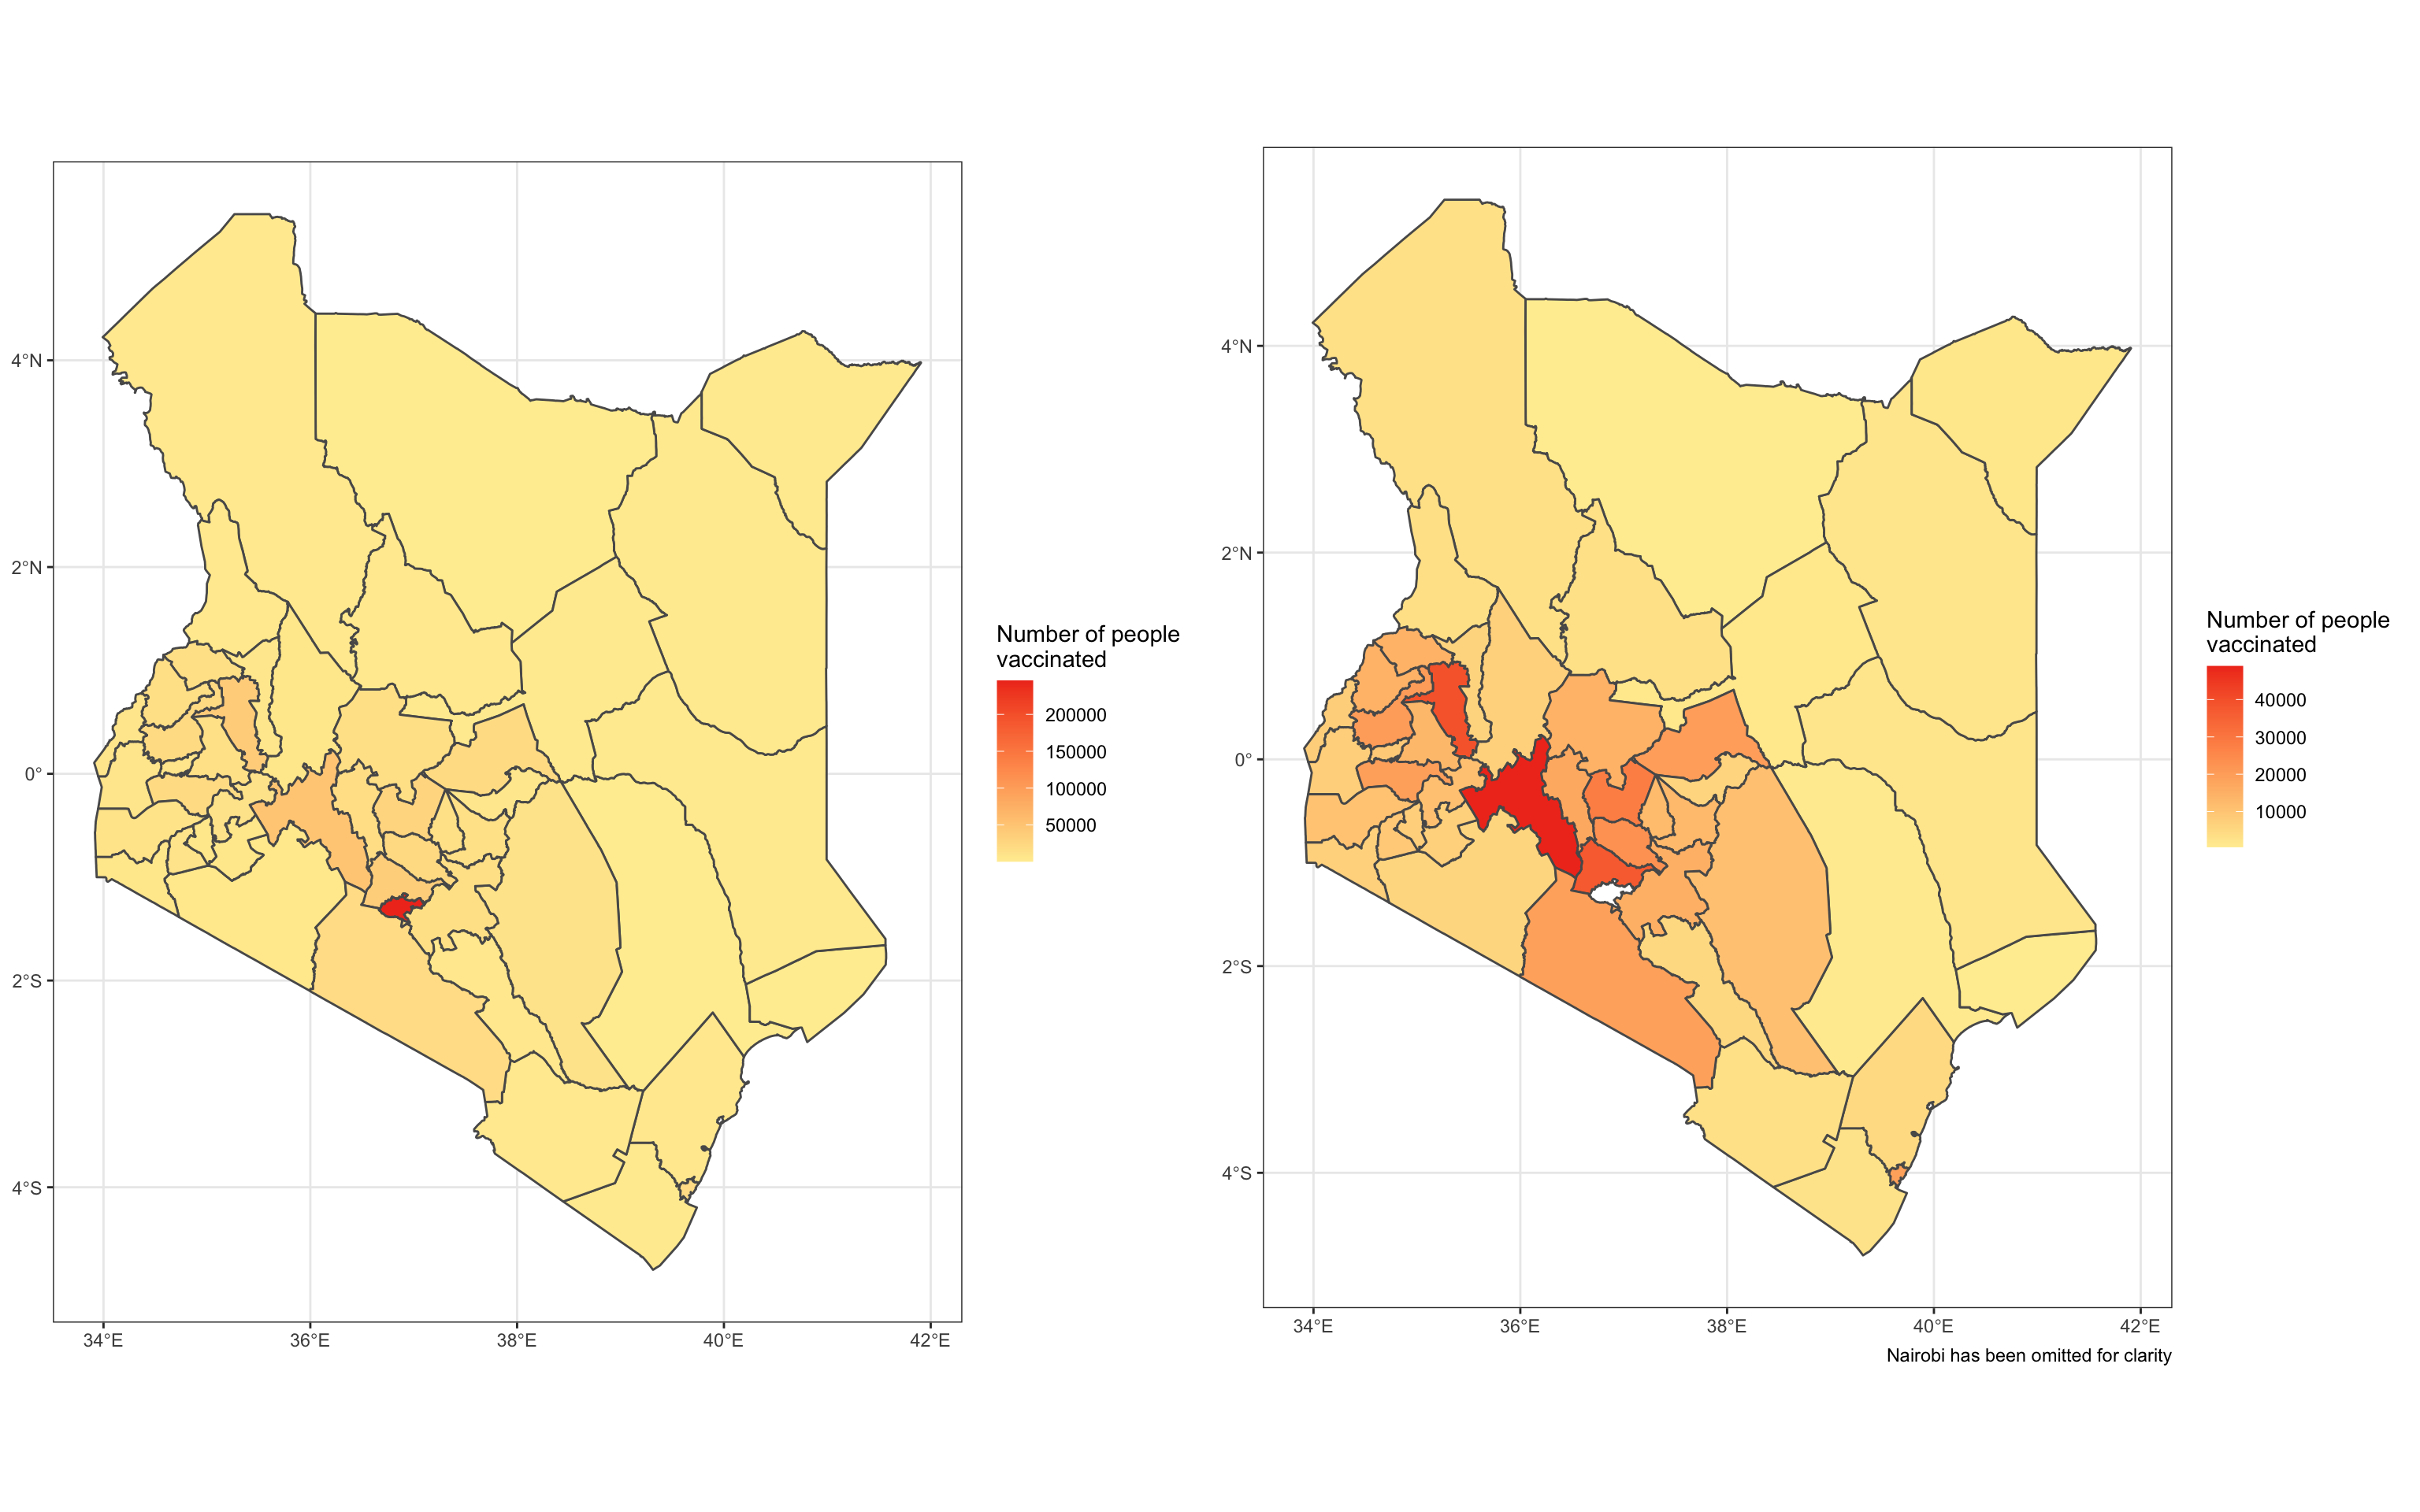 4°N
2°N
0°
2°S
4°S
34°E
36°E
38°E
40°E
42°E
Number of people
vaccinated
200000
150000
100000
50000
4°N
2°N
0°
2°S
4°S
34°E
36°E
38°E
40°E
42°E
Nairobi has been omitted for clarity
Number of people
vaccinated
40000
30000
20000
10000